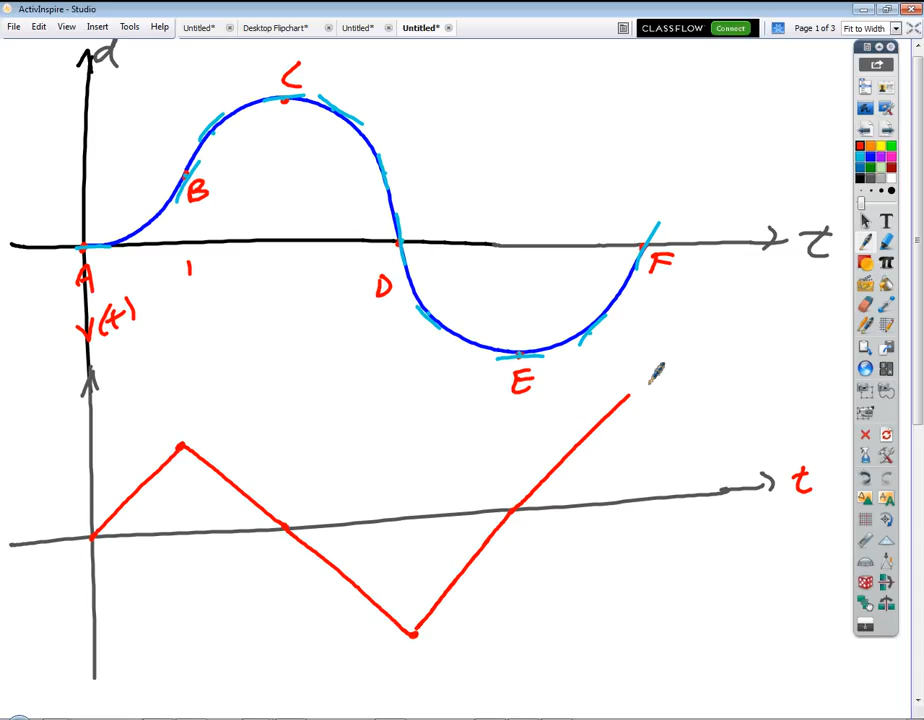 ActivInspire - Studio
File Edit View Insert Tools Help Untitled* Desktop Flipchart* Untitled* Untitled* CLASSFLOW Connect Page 1 of 3 Fit to Width
T
d
C
B
A
1
D
F
t
V(t)
E
t